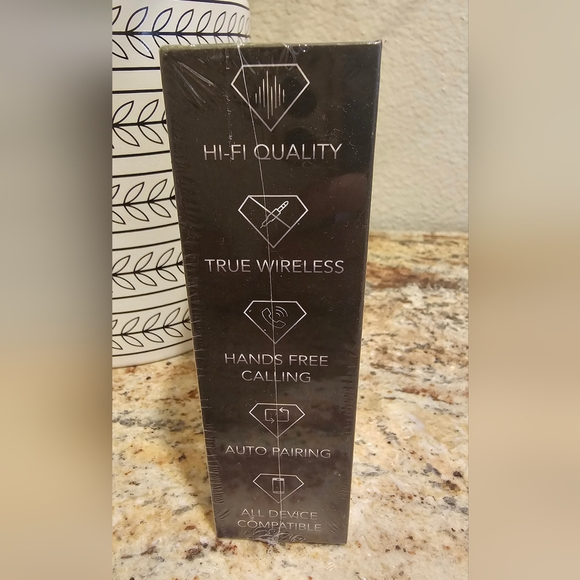 HI-FI QUALITY
TRUE WIRELESS
HANDS FREE
CALLING
AUTO PAIRING
ALL DEVICE
COMPATIBLE